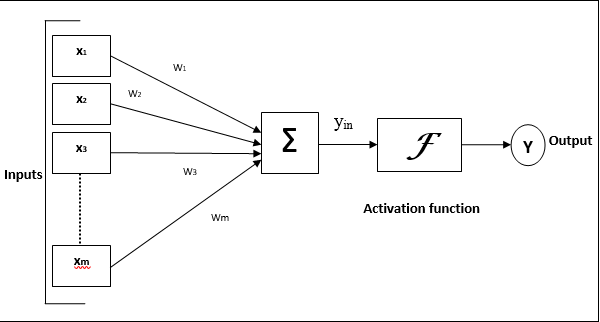 x₁
W₁
x₂
W₂
x₃
W₃
Inputs
Wm
xm
Σ
yin
ℱ
Activation function
Y
Output